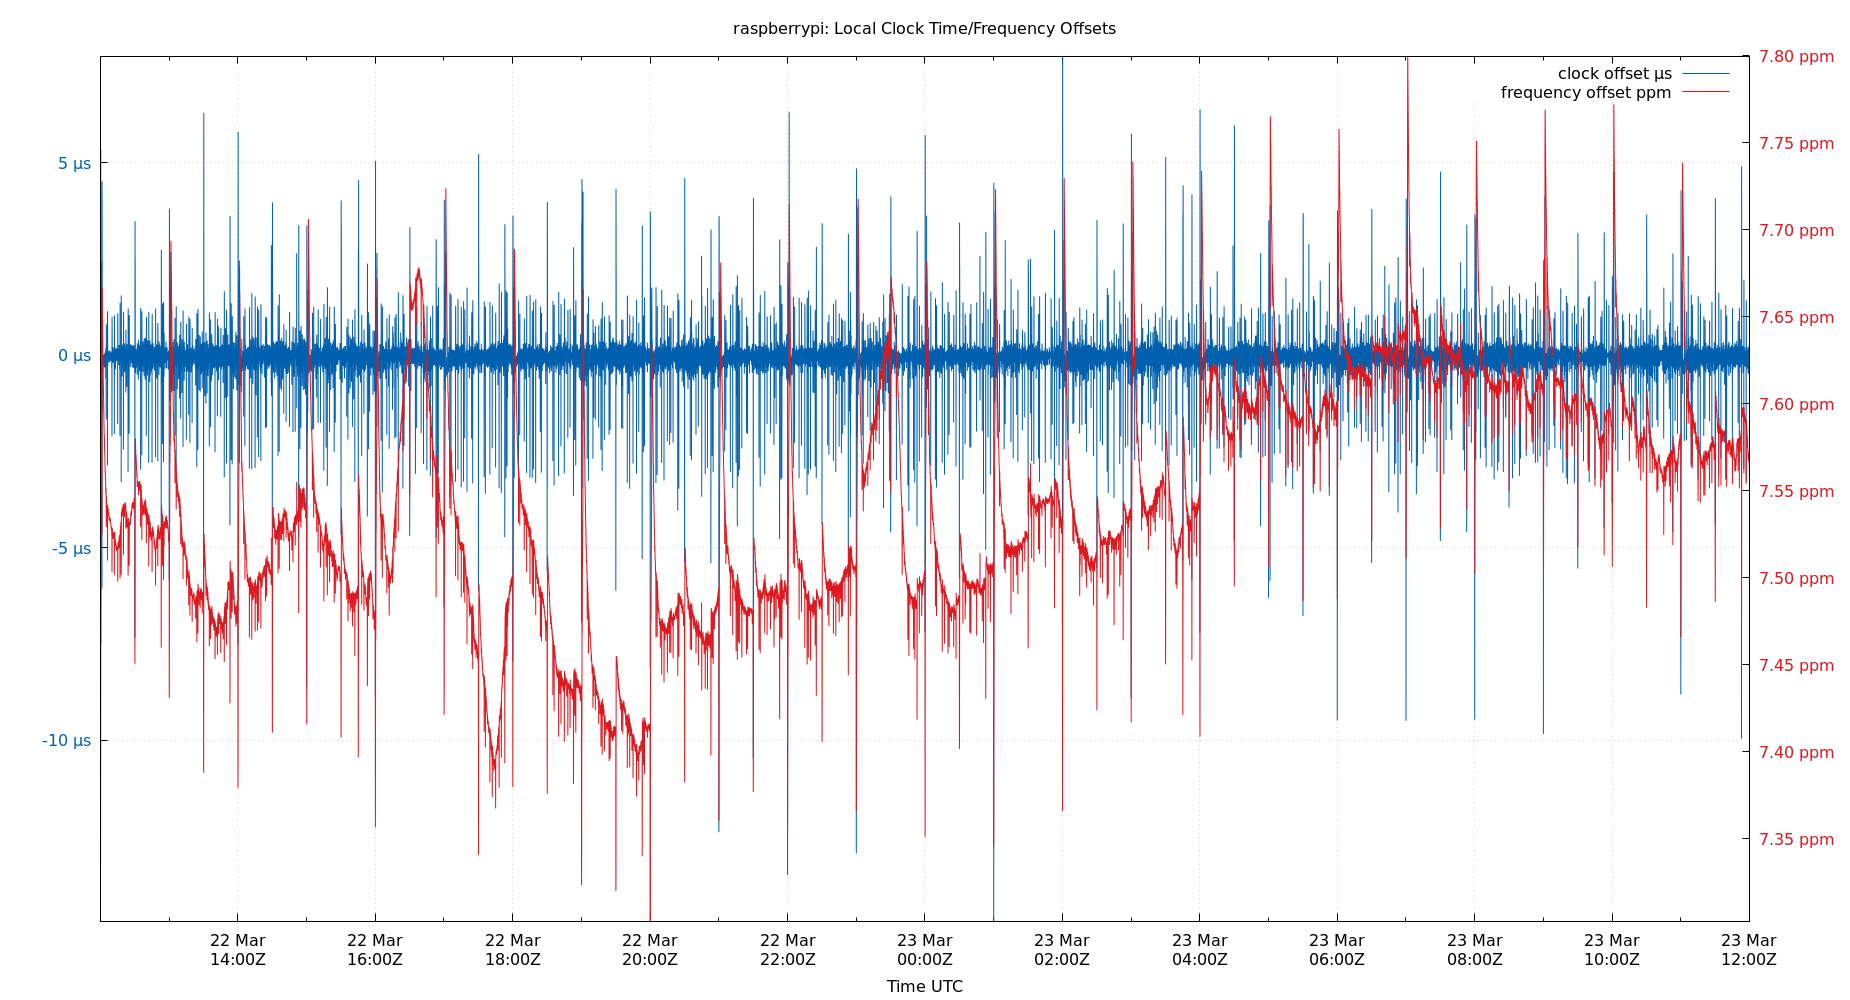 raspberrypi: Local Clock Time/Frequency Offsets
clock offset µs
frequency offset ppm
5 µs
0 µs
-5 µs
-10 µs
7.80 ppm
7.75 ppm
7.70 ppm
7.65 ppm
7.60 ppm
7.55 ppm
7.50 ppm
7.45 ppm
7.40 ppm
7.35 ppm
22 Mar
14:00Z
22 Mar
16:00Z
22 Mar
18:00Z
22 Mar
20:00Z
22 Mar
22:00Z
23 Mar
00:00Z
23 Mar
02:00Z
23 Mar
04:00Z
23 Mar
06:00Z
23 Mar
08:00Z
23 Mar
10:00Z
23 Mar
12:00Z
Time UTC